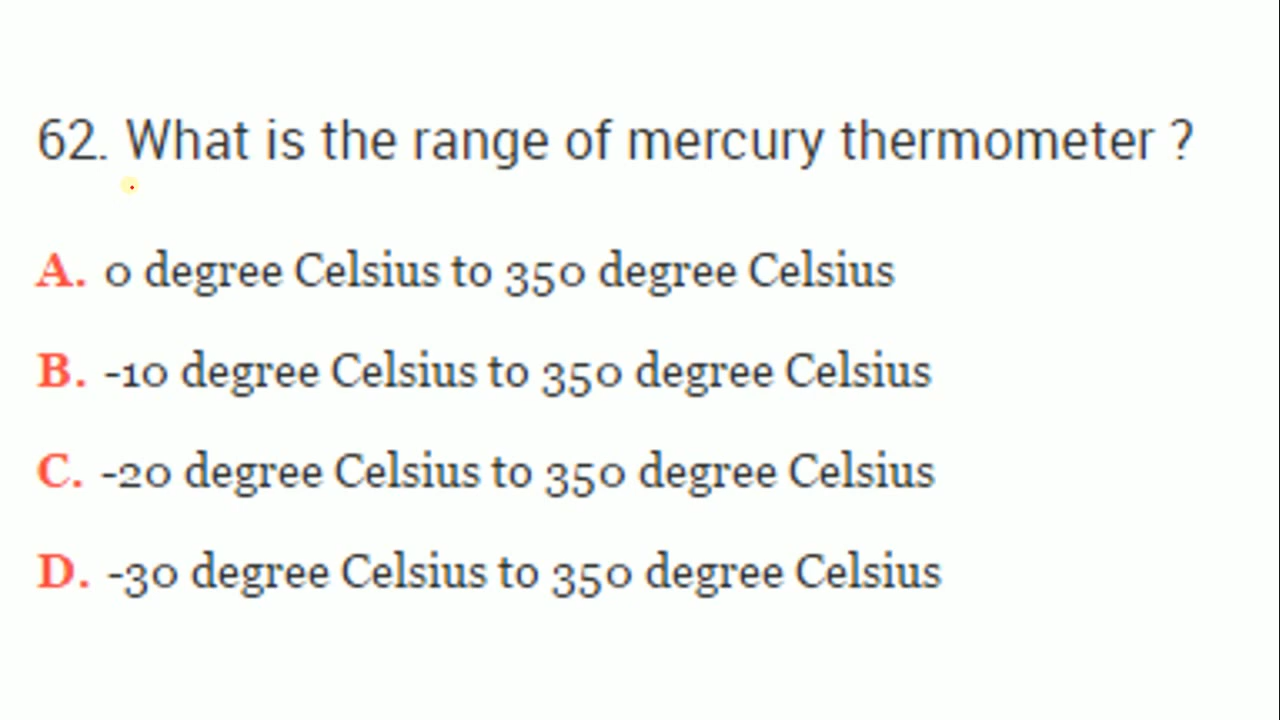 62. What is the range of mercury thermometer ?
A. 0 degree Celsius to 350 degree Celsius
B. -10 degree Celsius to 350 degree Celsius
C. -20 degree Celsius to 350 degree Celsius
D. -30 degree Celsius to 350 degree Celsius